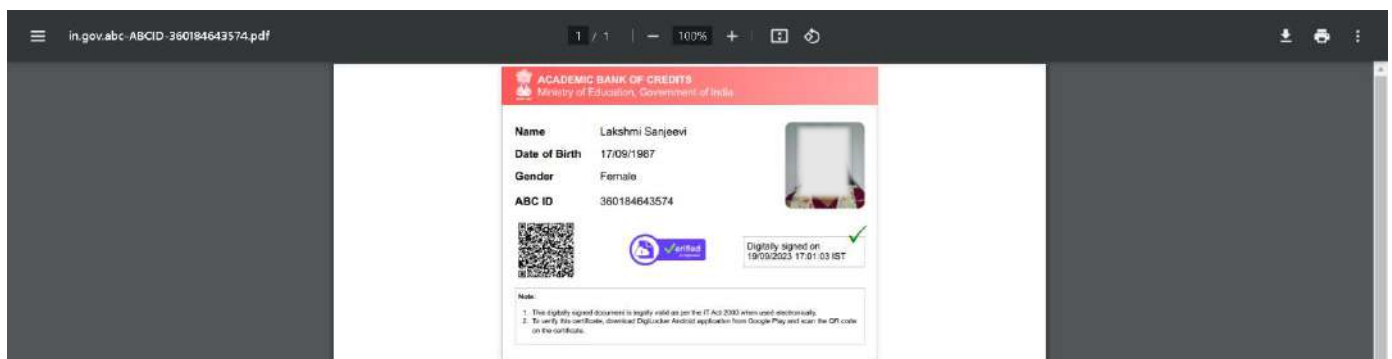 in.gov.abc-ABCID-360184643574.pdf
1 / 1
100%
ACADEMIC BANK OF CREDITS
Ministry of Education, Government of India
Name Lakshmi Sanjeevi
Date of Birth 17/09/1987
Gender Female
ABC ID 360184643574
Verified
Digitally signed on
19/09/2023 17:01:03 IST
Note:
1. This digitally signed document is legally valid as per the IT Act 2000 when used electronically.
2. To verify this certificate, download DigiLocker Android application from Google Play and scan the QR code
on the certificate.